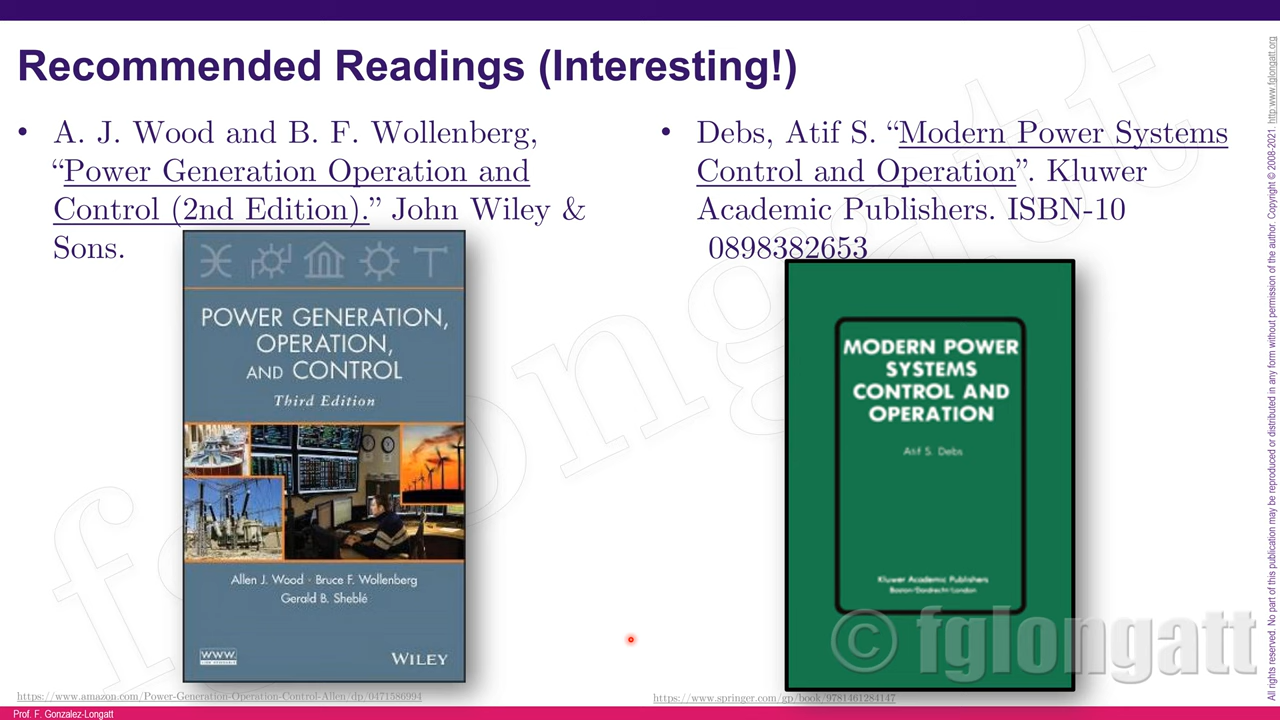 Recommended Readings (Interesting!)
• A. J. Wood and B. F. Wollenberg,
“Power Generation Operation and
Control (2nd Edition).” John Wiley &
Sons.
POWER GENERATION,
OPERATION,
AND CONTROL
Third Edition
Allen J. Wood · Bruce F. Wollenberg
Gerald B. Sheblé
www.
WILEY
https://www.amazon.com/Power-Generation-Operation-Control-Allen/dp/0471586994
• Debs, Atif S. “Modern Power Systems
Control and Operation”. Kluwer
Academic Publishers. ISBN-10
0898382653
MODERN POWER
SYSTEMS
CONTROL AND
OPERATION
Atif S. Debs
Kluwer Academic Publishers
Boston/Dordrecht/London
https://www.springer.com/gp/book/9781461284147
© fglongatt
fglongatt
Prof. F. Gonzalez-Longatt
All rights reserved. No part of this publication may be reproduced or distributed in any form without permission of the author. Copyright © 2008-2021. http:www.fglongatt.org